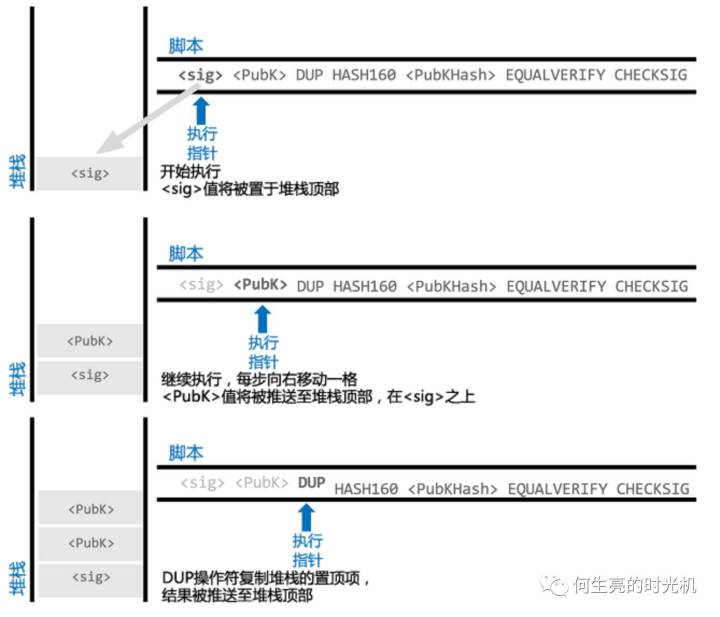 脚本
<sig> <PubK> DUP HASH160 <PubKHash> EQUALVERIFY CHECKSIG
执行
指针
堆栈
<sig>
开始执行
<sig>值将被置于堆栈顶部
脚本
<sig> <PubK> DUP HASH160 <PubKHash> EQUALVERIFY CHECKSIG
执行
指针
堆栈
<PubK>
<sig>
继续执行，每步向右移动一格
<PubK>值将被推送至堆栈顶部，在<sig>之上
脚本
<sig> <PubK> DUP HASH160 <PubKHash> EQUALVERIFY CHECKSIG
执行
指针
堆栈
<PubK>
<PubK>
<sig>
DUP操作符复制堆栈的置顶项，
结果被推送至堆栈顶部
何生亮的时光机